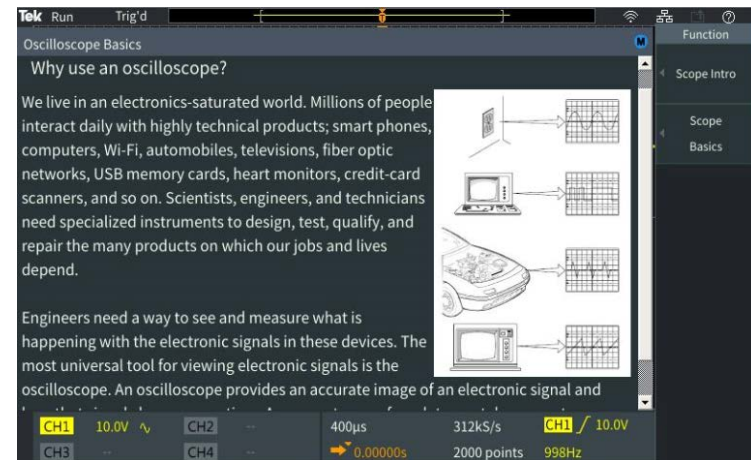 Tek Run Trig'd
Oscilloscope Basics
M
Function
Why use an oscilloscope?
Scope Intro
We live in an electronics-saturated world. Millions of people
interact daily with highly technical products; smart phones,
computers, Wi-Fi, automobiles, televisions, fiber optic
networks, USB memory cards, heart monitors, credit-card
scanners, and so on. Scientists, engineers, and technicians
need specialized instruments to design, test, qualify, and
repair the many products on which our jobs and lives
depend.
Scope
Basics
Engineers need a way to see and measure what is
happening with the electronic signals in these devices. The
most universal tool for viewing electronic signals is the
oscilloscope. An oscilloscope provides an accurate image of an electronic signal and
CH1 10.0V CH2 -- 400µs 312kS/s CH1 10.0V
CH3 -- CH4 -- 0.00000s 2000 points 998Hz